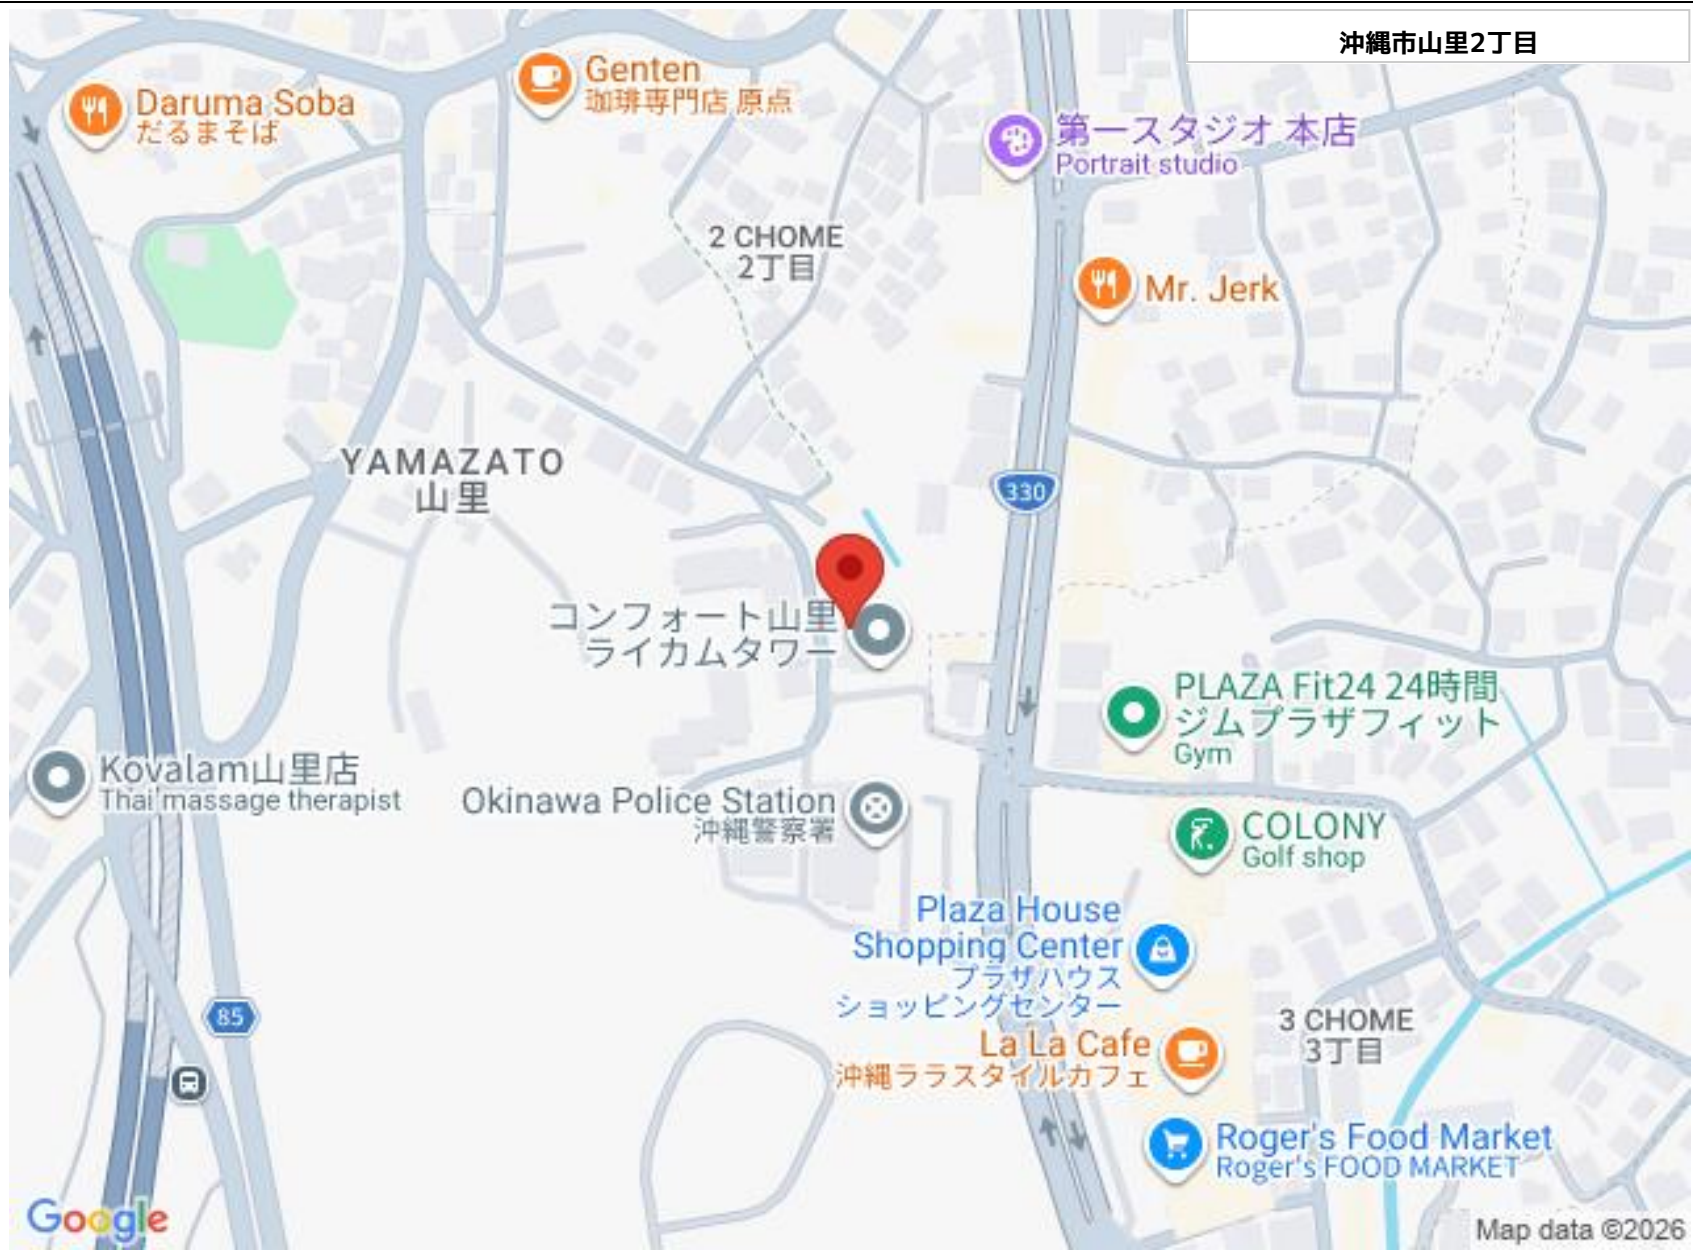 沖縄市山里2丁目
Genten
珈琲専門店 原点
Daruma Soba
だるまそば
第一スタジオ 本店
Portrait studio
2 CHOME
2丁目
Mr. Jerk
YAMAZATO
山里
330
コンフォート山里
ライカムタワー
PLAZA Fit24 24時間
ジムプラザフィット
Gym
Kovalam山里店
Thai massage therapist
Okinawa Police Station
沖縄警察署
COLONY
Golf shop
Plaza House
Shopping Center
プラザハウス
ショッピングセンター
85
3 CHOME
3丁目
La La Cafe
沖縄ララスタイルカフェ
Roger's Food Market
Roger's FOOD MARKET
Google
Map data ©2026